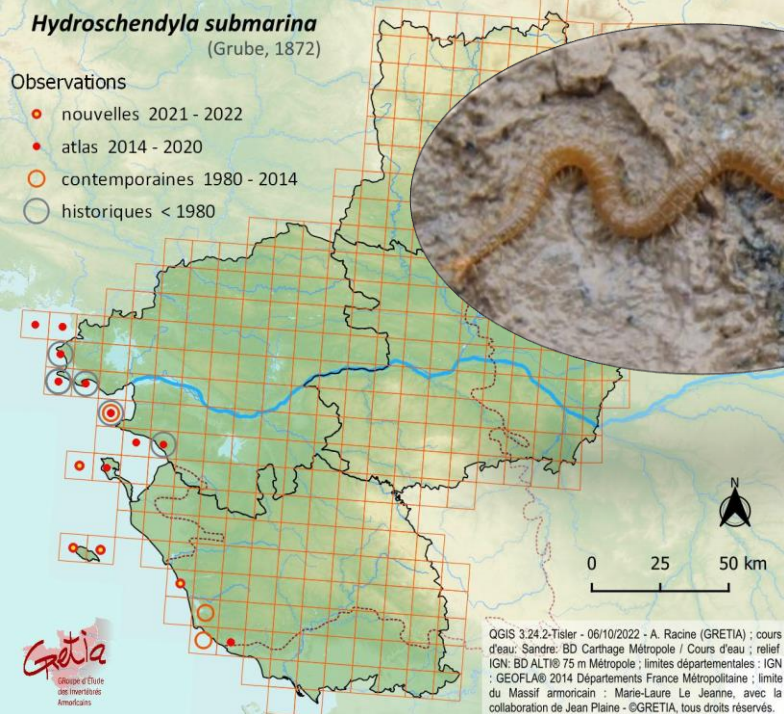 Hydroschendyla submarina
(Grube, 1872)
Observations
nouvelles 2021 - 2022
atlas 2014 - 2020
contemporaines 1980 - 2014
historiques < 1980
N
0 25 50 km
Gretia
Groupe d'Étude
des Invertébrés
Armoricains
QGIS 3.24.2-Tisler - 06/10/2022 - A. Racine (GRETIA) ; cours
d'eau: Sandre: BD Carthage Métropole / Cours d'eau ; relief
IGN: BD ALTI® 75 m Métropole ; limites départementales : IGN
: GEOFLA® 2014 Départements France Métropolitaine ; limite
du Massif armoricain : Marie-Laure Le Jeanne, avec la
collaboration de Jean Plaine - ©GRETIA, tous droits réservés.